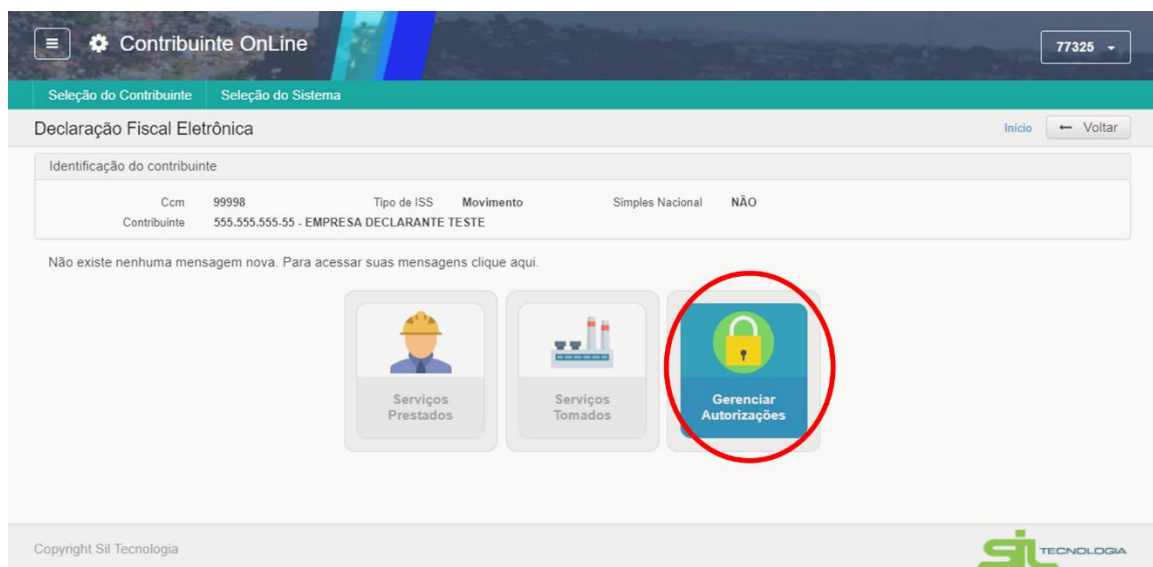 Contribuinte OnLine
77325
Seleção do Contribuinte Seleção do Sistema
Declaração Fiscal Eletrônica
Início
Voltar
Identificação do contribuinte
Ccm 99998 Tipo de ISS Movimento Simples Nacional NÃO
Contribuinte 555.555.555-55 - EMPRESA DECLARANTE TESTE
Não existe nenhuma mensagem nova. Para acessar suas mensagens clique aqui.
Serviços
Prestados
Serviços
Tomados
Gerenciar
Autorizações
Copyright Sil Tecnologia
SIL TECNOLOGIA